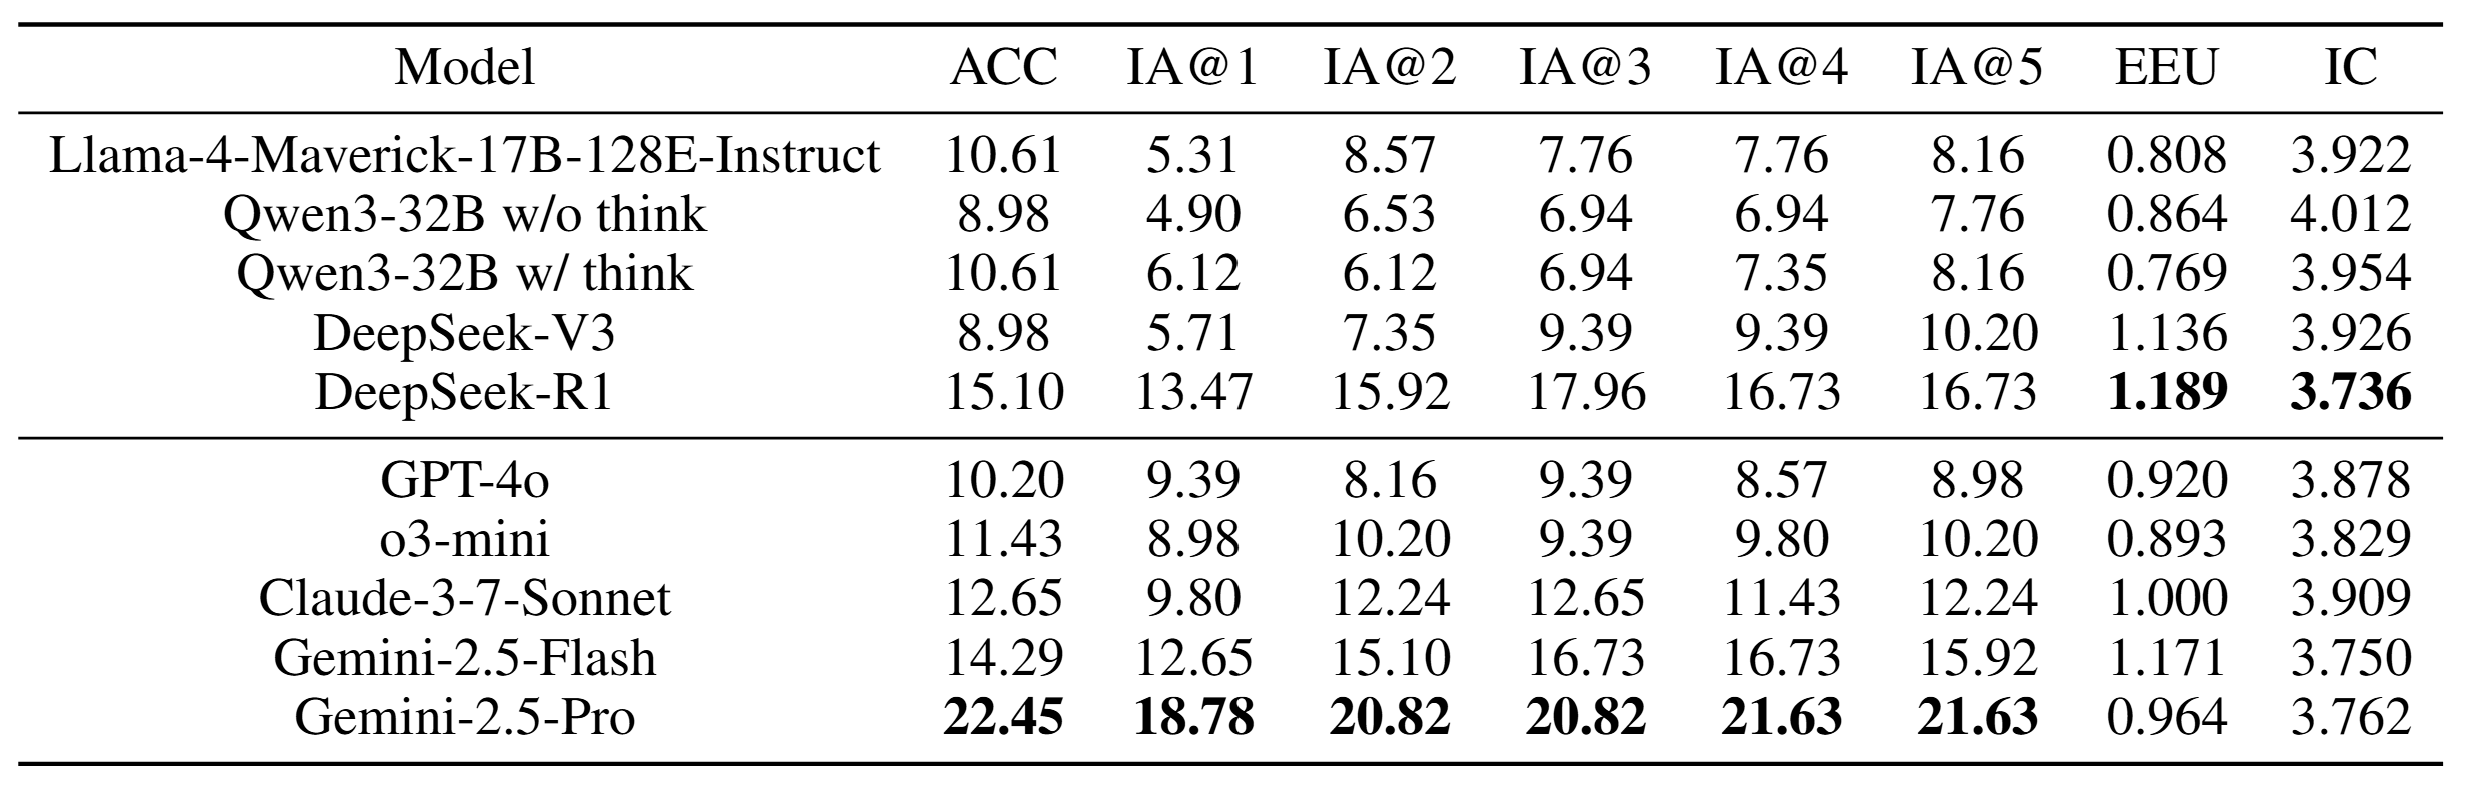 Model ACC IA@1 IA@2 IA@3 IA@4 IA@5 EEU IC
Llama-4-Maverick-17B-128E-Instruct 10.61 5.31 8.57 7.76 7.76 8.16 0.808 3.922
Qwen3-32B w/o think 8.98 4.90 6.53 6.94 6.94 7.76 0.864 4.012
Qwen3-32B w/ think 10.61 6.12 6.12 6.94 7.35 8.16 0.769 3.954
DeepSeek-V3 8.98 5.71 7.35 9.39 9.39 10.20 1.136 3.926
DeepSeek-R1 15.10 13.47 15.92 17.96 16.73 16.73 1.189 3.736
GPT-4o 10.20 9.39 8.16 9.39 8.57 8.98 0.920 3.878
o3-mini 11.43 8.98 10.20 9.39 9.80 10.20 0.893 3.829
Claude-3-7-Sonnet 12.65 9.80 12.24 12.65 11.43 12.24 1.000 3.909
Gemini-2.5-Flash 14.29 12.65 15.10 16.73 16.73 15.92 1.171 3.750
Gemini-2.5-Pro 22.45 18.78 20.82 20.82 21.63 21.63 0.964 3.762